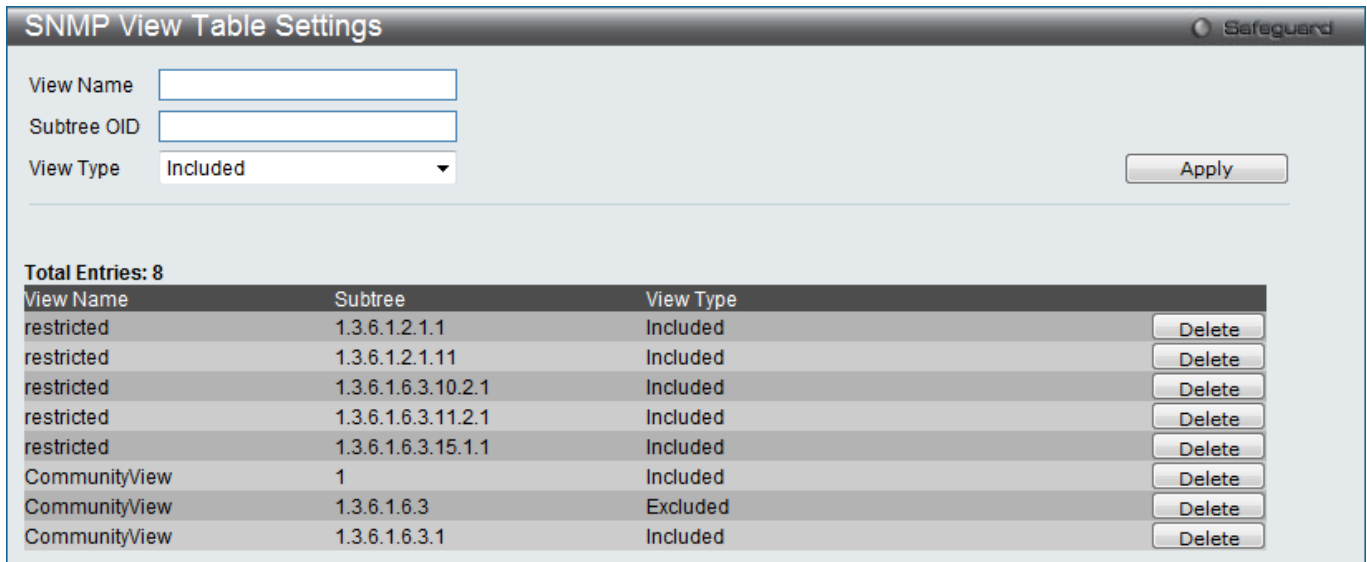 SNMP View Table Settings
Safeguard
View Name
Subtree OID
View Type Included
Apply
Total Entries: 8
View Name Subtree View Type
restricted 1.3.6.1.2.1.1 Included Delete
restricted 1.3.6.1.2.1.11 Included Delete
restricted 1.3.6.1.6.3.10.2.1 Included Delete
restricted 1.3.6.1.6.3.11.2.1 Included Delete
restricted 1.3.6.1.6.3.15.1.1 Included Delete
CommunityView 1 Included Delete
CommunityView 1.3.6.1.6.3 Excluded Delete
CommunityView 1.3.6.1.6.3.1 Included Delete